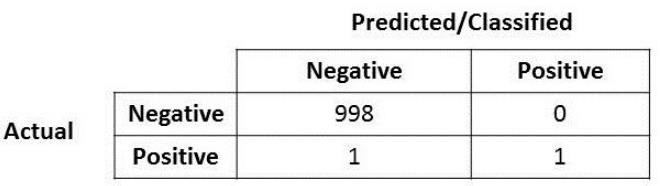 Predicted/Classified
Negative Positive
Negative 998 0
Actual
Positive 1 1